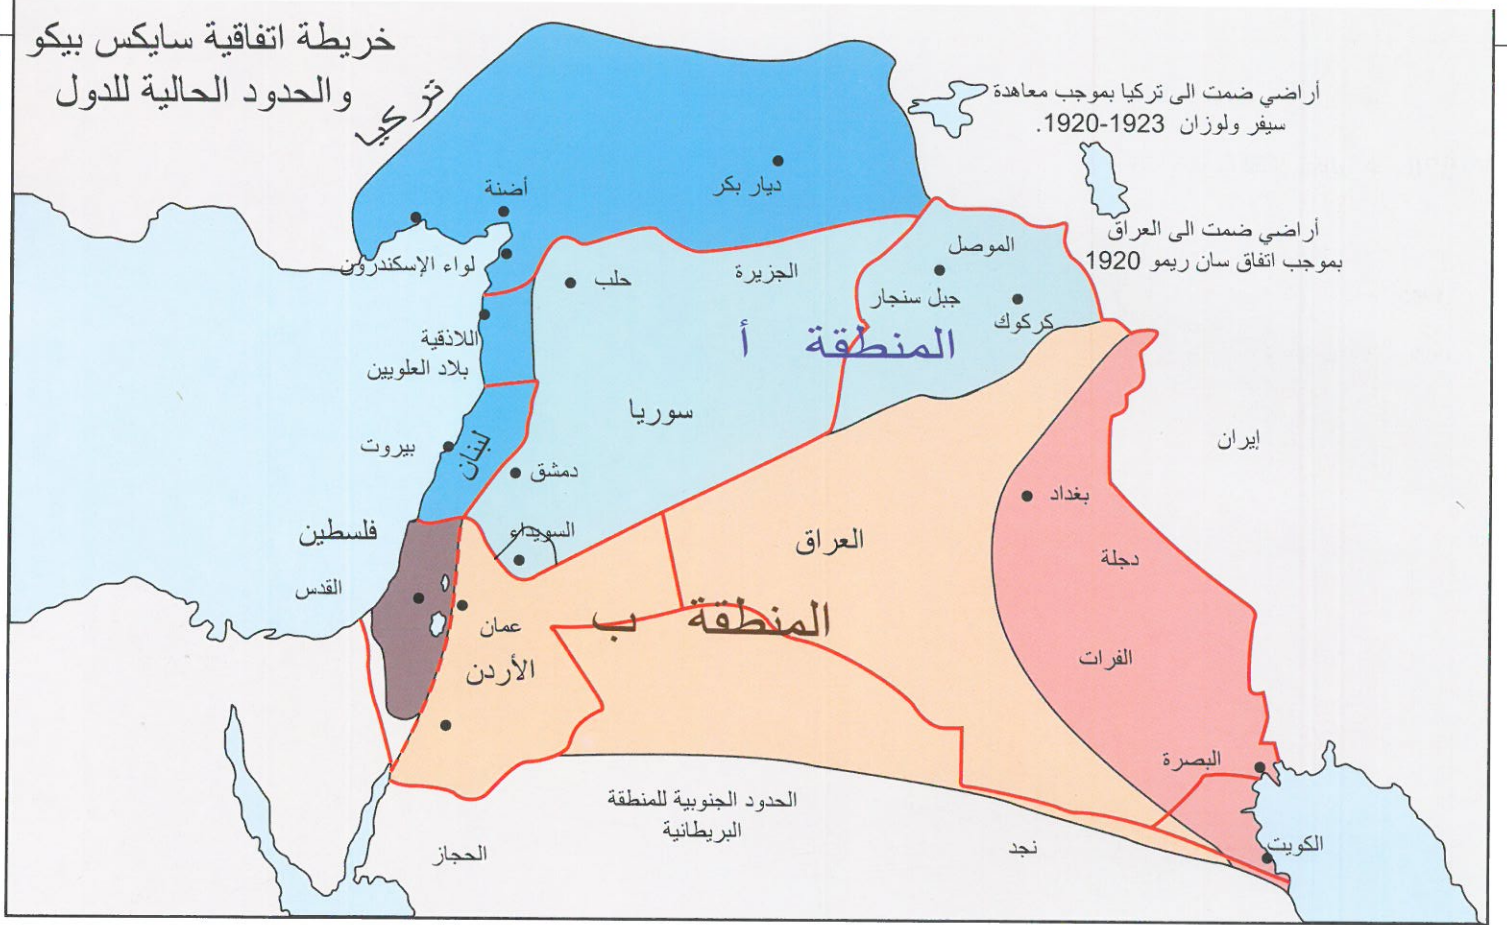 خريطة اتفاقية سايكس بيكو
والحدود الحالية للدول
تركيا
أراضي ضمت الى تركيا بموجب معاهدة
سيفر ولوزان 1923-1920.
ديار بكر
أضنة
أراضي ضمت الى العراق
بموجب اتفاق سان ريمو 1920
الموصل
لواء الإسكندرون
حلب
الجزيرة
جبل سنجار
كركوك
المنطقة أ
اللاذقية
بلاد العلويين
سوريا
إيران
بيروت
لبنان
دمشق
بغداد
فلسطين
السويداء
العراق
دجلة
القدس
عمان
المنطقة ب
الأردن
الفرات
البصرة
الحدود الجنوبية للمنطقة
البريطانية
الحجاز
نجد
الكويت